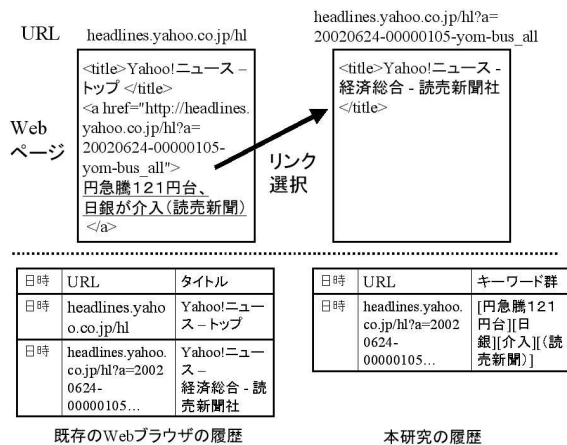 URL
headlines.yahoo.co.jp/hl
headlines.yahoo.co.jp/hl?a=
20020624-00000105-yom-bus_all
Web
ページ
<title>Yahoo!ニュース –
トップ </title>
<a href="http://headlines.
yahoo.co.jp/hl?a=
20020624-00000105-
yom-bus_all">
円急騰121円台、
日銀が介入(読売新聞)
</a>
リンク
選択
<title>Yahoo!ニュース -
経済総合 - 読売新聞社
</title>
日時 URL タイトル
日時 headlines.yaho Yahoo!ニュー
o.co.jp/hl ス – トップ
日時 headlines.yahoo. Yahoo!ニュー
co.jp/hl?a=2002 ス –
0624- 経済総合 - 読
00000105… 売新聞社
既存のWebブラウザの履歴
日時 URL キーワード群
日時 headlines.yahoo. [円急騰121
co.jp/hl?a=2002 円台][日
0624- 銀][介入][(読
00000105… 売新聞)]
本研究の履歴